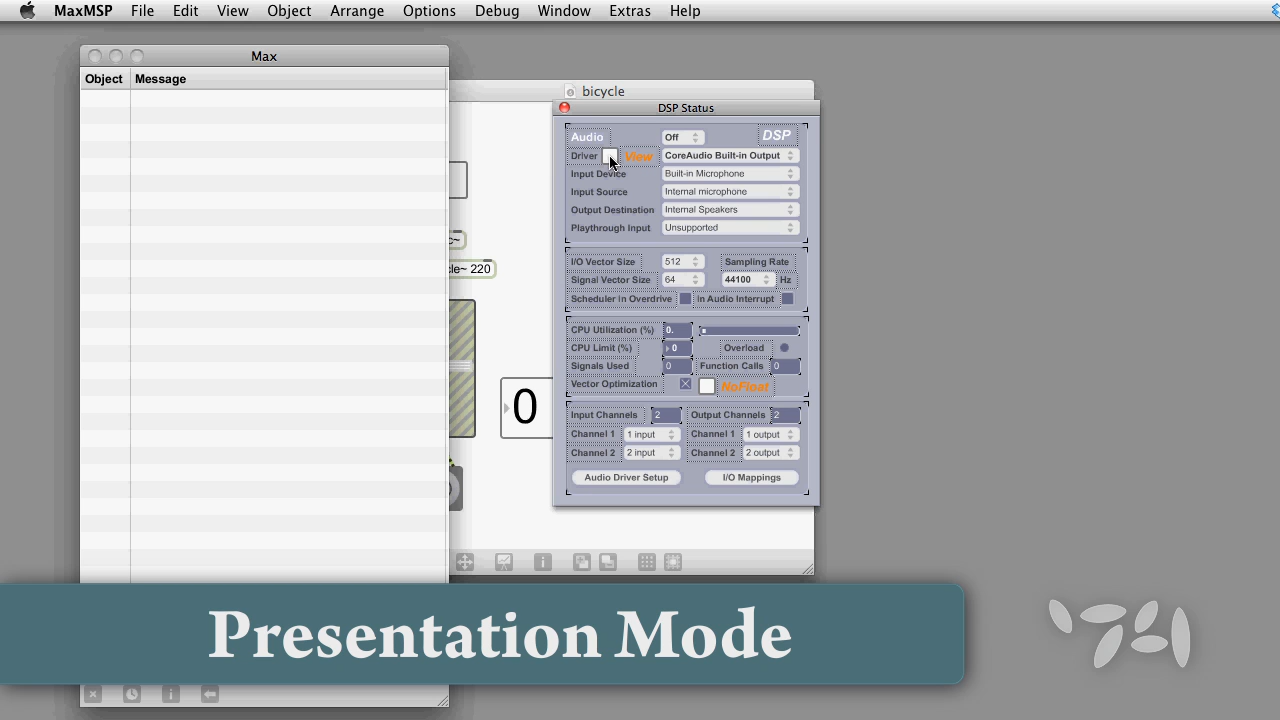 MaxMSP File Edit View Object Arrange Options Debug Window Extras Help
Max
Object Message
bicycle
DSP Status
Audio Off DSP
Driver View CoreAudio Built-in Output
Input Device Built-in Microphone
Input Source Internal microphone
Output Destination Internal Speakers
Playthrough Input Unsupported
I/O Vector Size 512 Sampling Rate
Signal Vector Size 64 44100 Hz
Scheduler in Overdrive in Audio Interrupt
CPU Utilization (%) 0.
CPU Limit (%) 0 Overload
Signals Used 0 Function Calls 0
Vector Optimization NoFloat
Input Channels 2 Output Channels 2
Channel 1 1 input Channel 1 1 output
Channel 2 2 input Channel 2 2 output
Audio Driver Setup I/O Mappings
cle~ 220
0
Presentation Mode